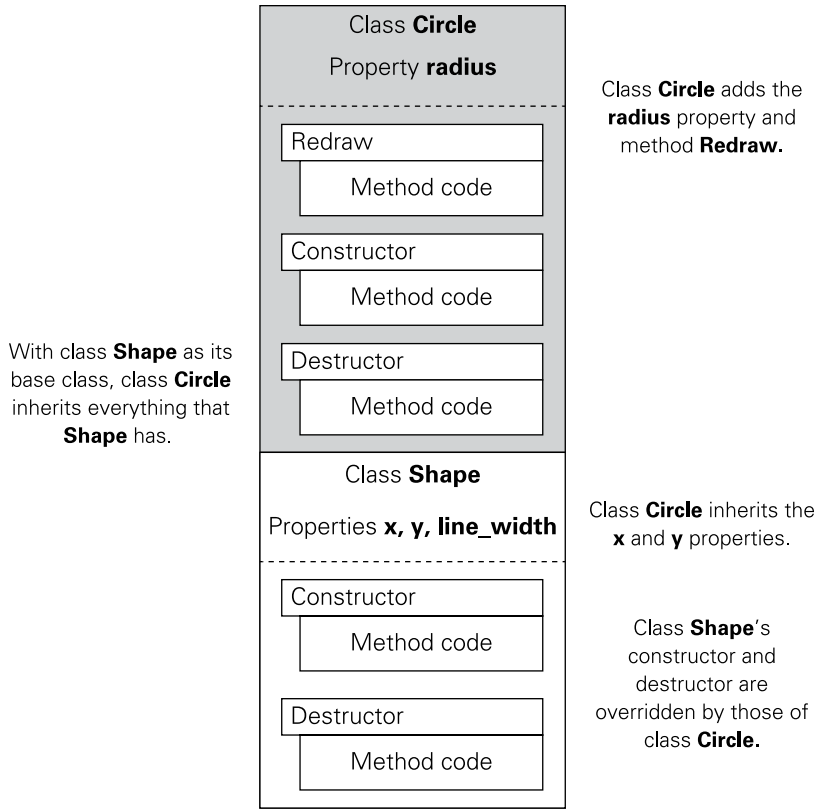 Class Circle
Property radius
Class Circle adds the
radius property and
method Redraw.
Redraw
Method code
Constructor
Method code
Destructor
Method code
With class Shape as its
base class, class Circle
inherits everything that
Shape has.
Class Shape
Properties x, y, line_width
Class Circle inherits the
x and y properties.
Constructor
Method code
Destructor
Method code
Class Shape's
constructor and
destructor are
overridden by those of
class Circle.